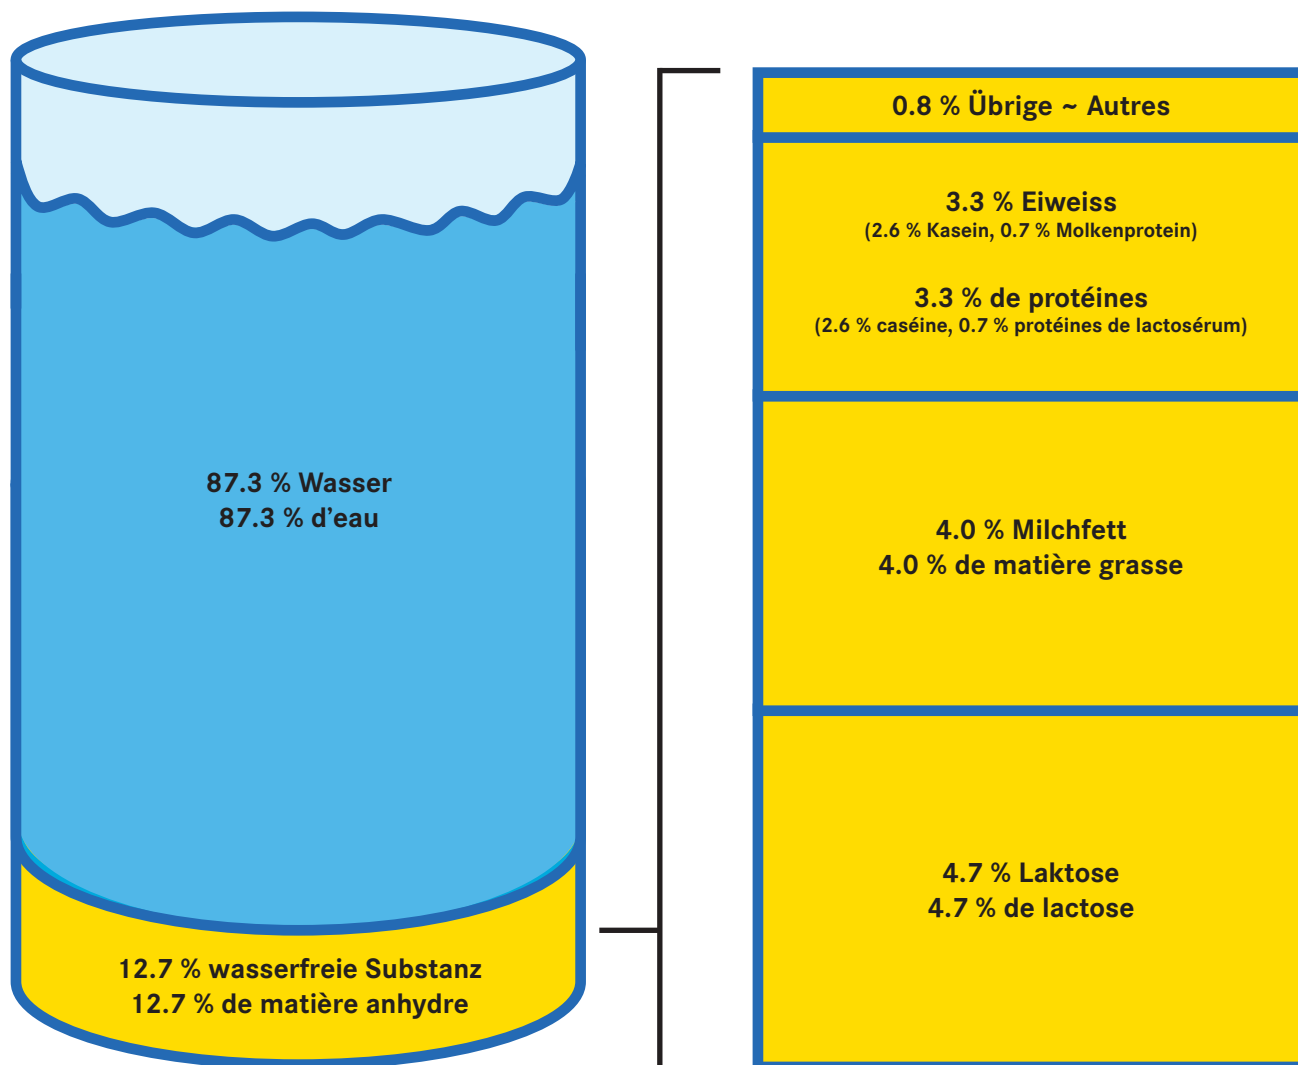 87.3 % Wasser
87.3 % d’eau
12.7 % wasserfreie Substanz
12.7 % de matière anhydre
0.8 % Übrige ~ Autres
3.3 % Eiweiss
(2.6 % Kasein, 0.7 % Molkenprotein)
3.3 % de protéines
(2.6 % caséine, 0.7 % protéines de lactosérum)
4.0 % Milchfett
4.0 % de matière grasse
4.7 % Laktose
4.7 % de lactose